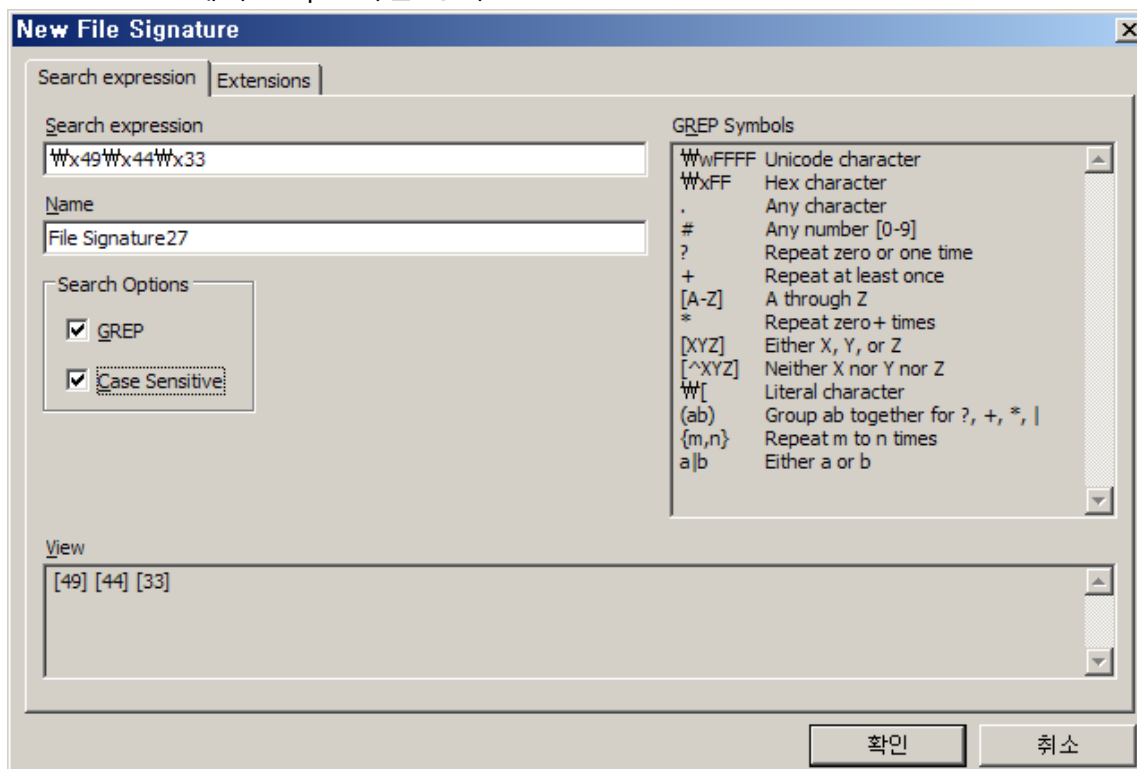 New File Signature
Search expression
Extensions
Search expression
₩x49₩x44₩x33
Name
File Signature27
Search Options
GREP
Case Sensitive
GREP Symbols
₩wFFFF Unicode character
₩xFF Hex character
. Any character
# Any number [0-9]
? Repeat zero or one time
+ Repeat at least once
[A-Z] A through Z
* Repeat zero+ times
[XYZ] Either X, Y, or Z
[^XYZ] Neither X nor Y nor Z
₩[ Literal character
(ab) Group ab together for ?, +, *, |
{m,n} Repeat m to n times
a|b Either a or b
View
[49] [44] [33]
확인
취소